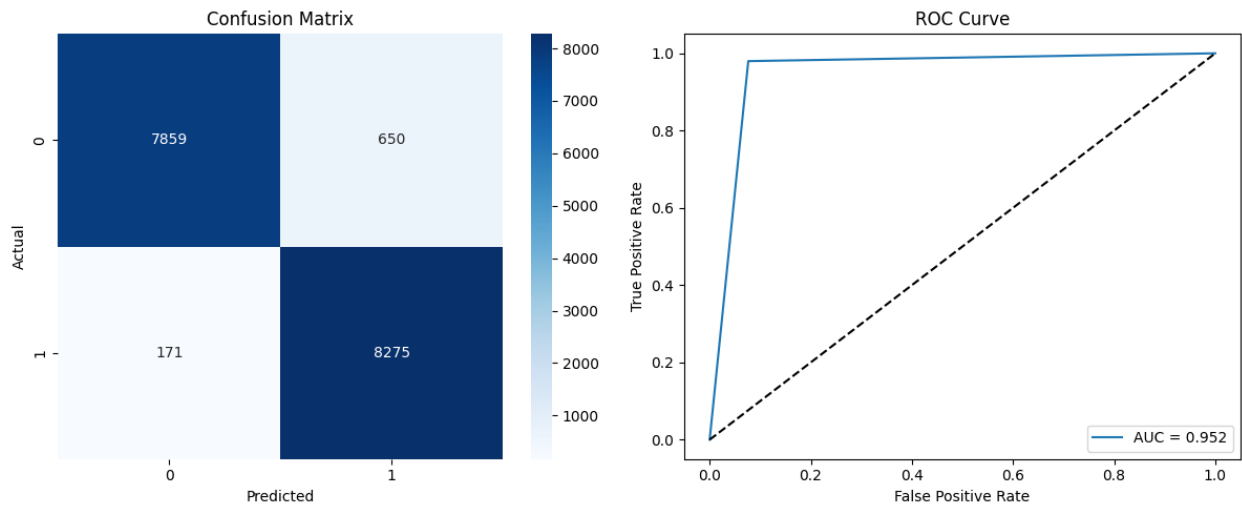 Confusion Matrix
7859 650
171 8275
0
1
Actual
0 1
Predicted
8000
7000
6000
5000
4000
3000
2000
1000
ROC Curve
1.0
0.8
0.6
0.4
0.2
0.0
True Positive Rate
0.0 0.2 0.4 0.6 0.8 1.0
False Positive Rate
AUC = 0.952